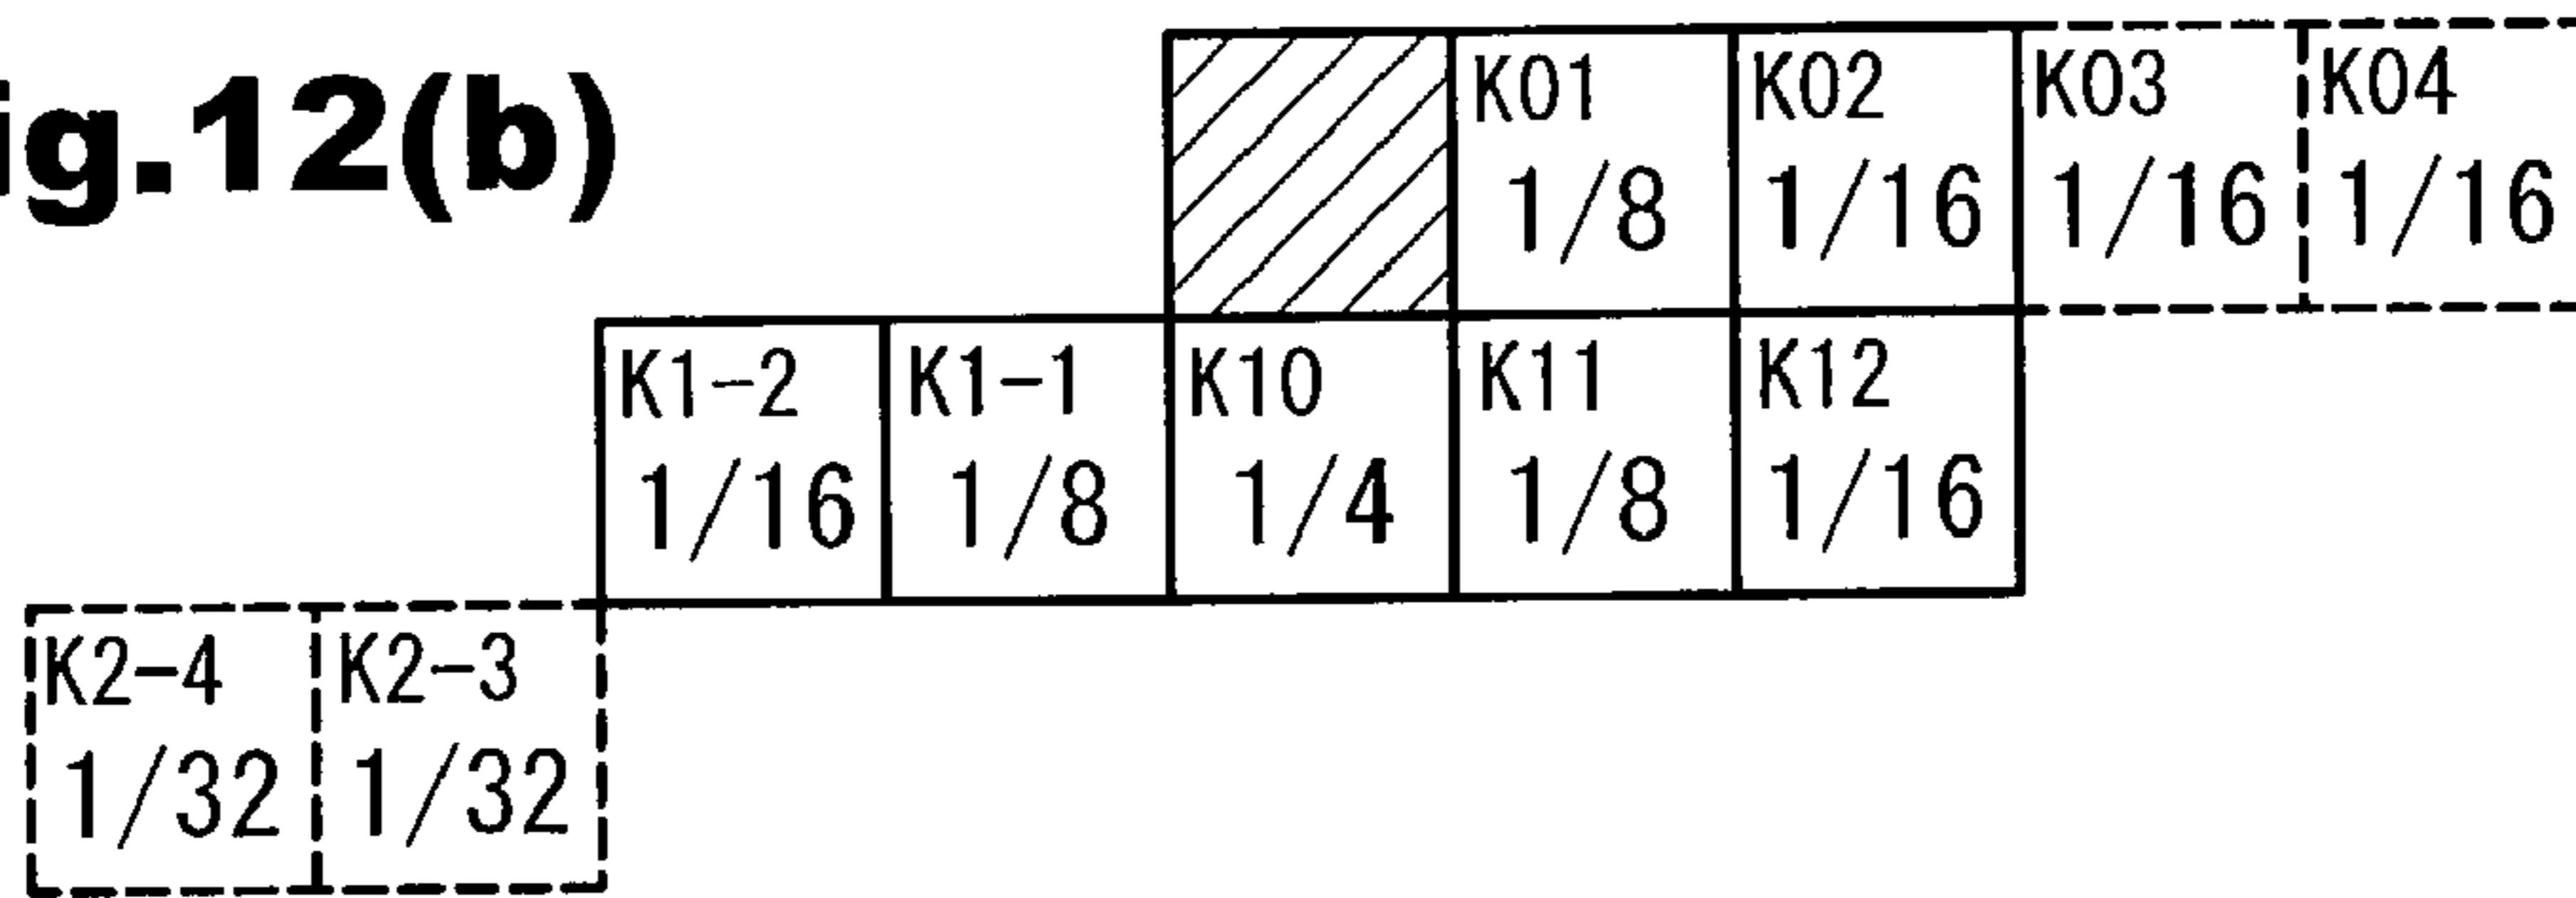 ig.12(b)
K01 K02 K03 K04
1/8 1/16 1/16 1/16
K1-2 K1-1 K10 K11 K12
1/16 1/8 1/4 1/8 1/16
K2-4 K2-3
1/32 1/32